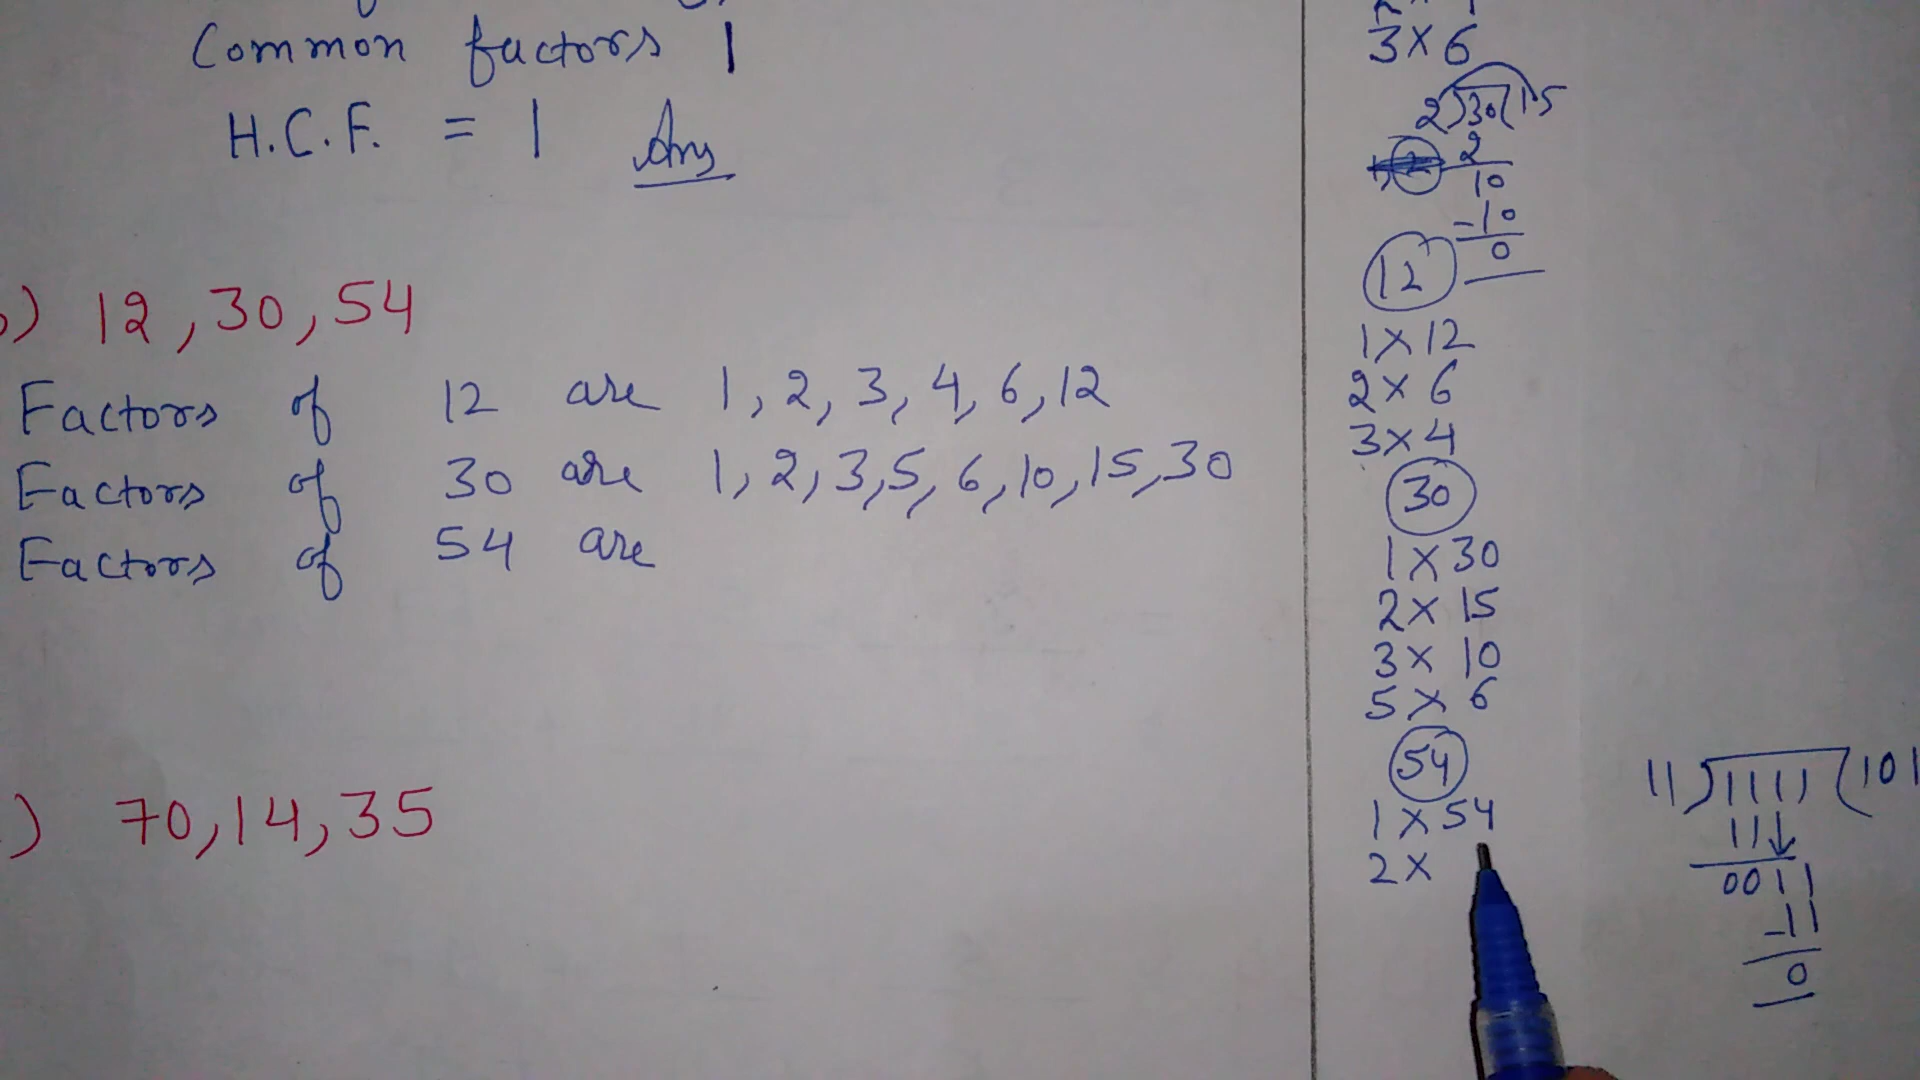 Common factors 1
H.C.F. = 1 Ans
) 12, 30, 54
Factors of 12 are 1, 2, 3, 4, 6, 12
Factors of 30 are 1, 2, 3, 5, 6, 10, 15, 30
Factors of 54 are
) 70, 14, 35
3 × 6
2)30(15
2
10
-10
0
12
1 × 12
2 × 6
3 × 4
30
1 × 30
2 × 15
3 × 10
5 × 6
54
1 × 54
2 ×
11)1111(101
11
0011
-11
0